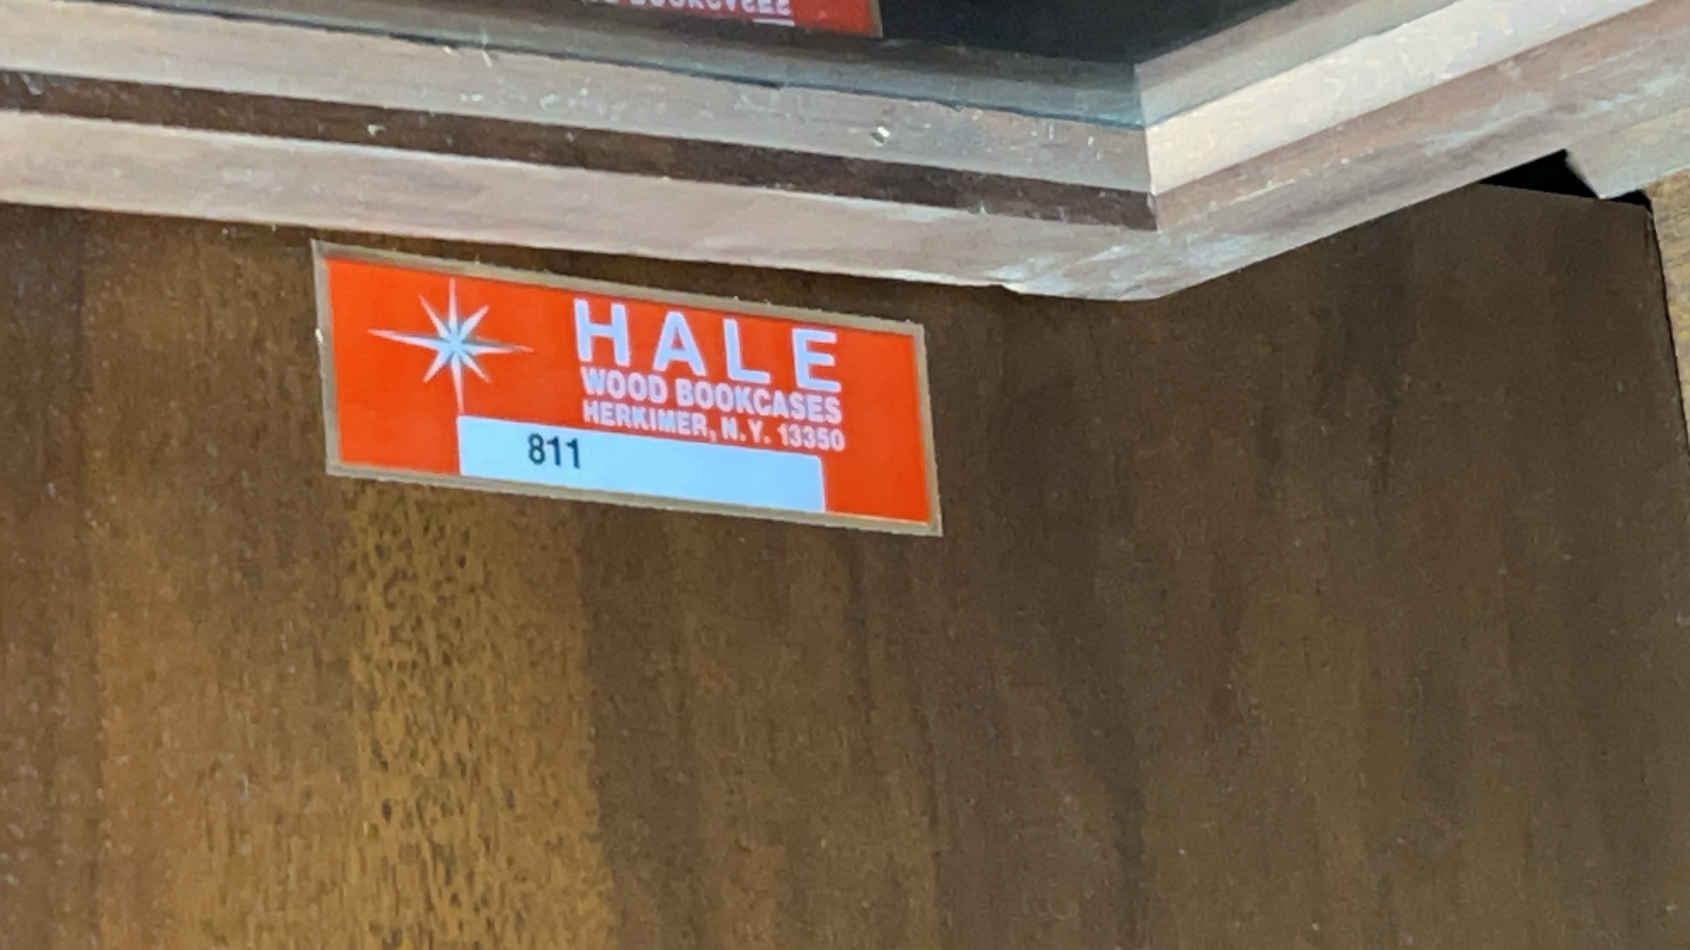 HALE
WOOD BOOKCASES
HERKIMER, N.Y. 13350
811